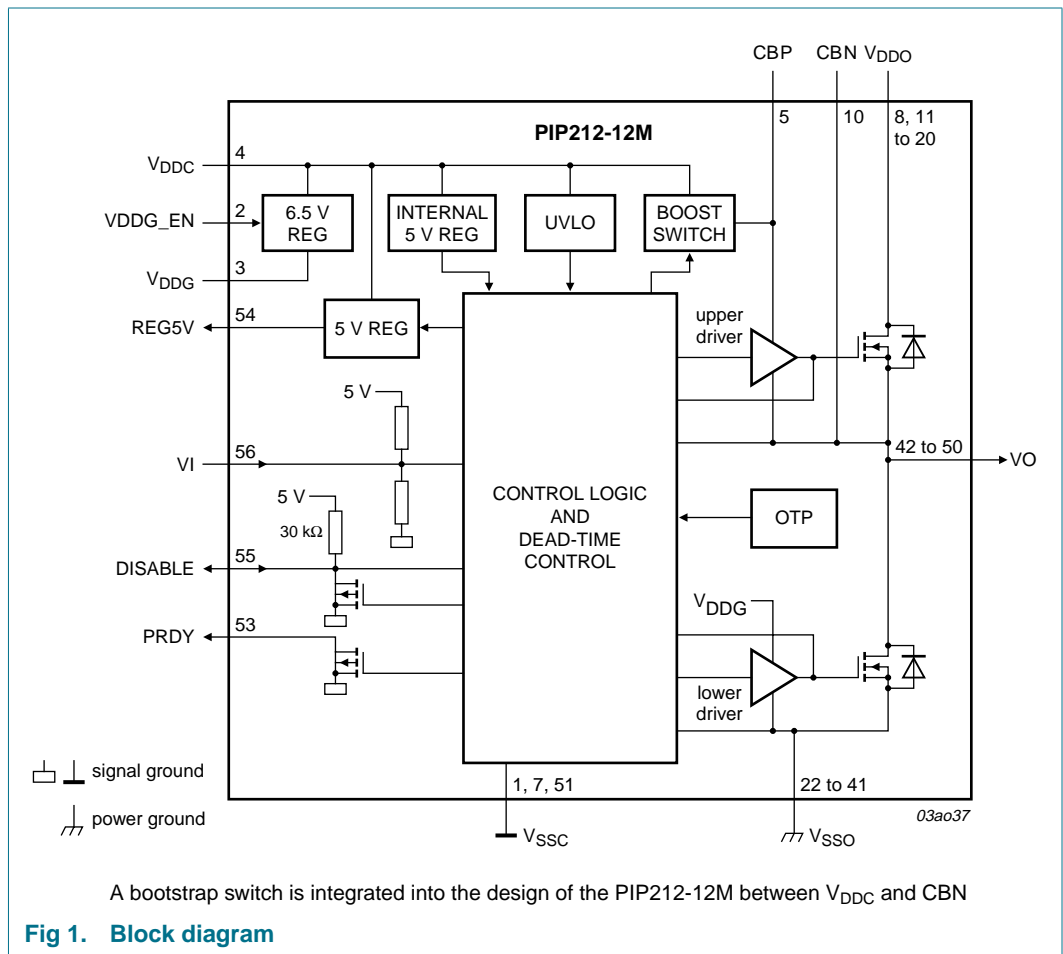 CBP CBN VDDO
5 10 8, 11
to 20
PIP212-12M
VDDC 4
VDDG_EN 2
6.5 V
REG
INTERNAL
5 V REG
UVLO
BOOST
SWITCH
VDDG 3
REG5V 54
5 V REG
upper
driver
5 V
VI 56
42 to 50 VO
5 V
30 kΩ
CONTROL LOGIC
AND
DEAD-TIME
CONTROL
OTP
DISABLE 55
VDDG
PRDY 53
lower
driver
signal ground
1, 7, 51
22 to 41
power ground
03ao37
VSSC
VSSO
A bootstrap switch is integrated into the design of the PIP212-12M between VDDC and CBN
Fig 1. Block diagram